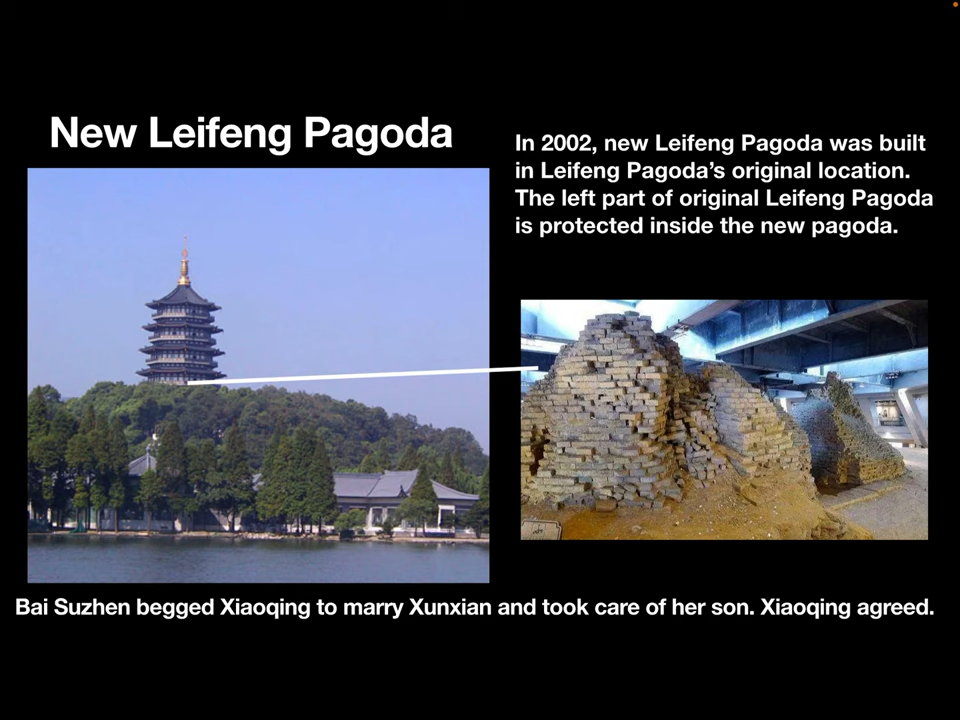 New Leifeng Pagoda
In 2002, new Leifeng Pagoda was built
in Leifeng Pagoda’s original location.
The left part of original Leifeng Pagoda
is protected inside the new pagoda.
Bai Suzhen begged Xiaoqing to marry Xunxian and took care of her son. Xiaoqing agreed.